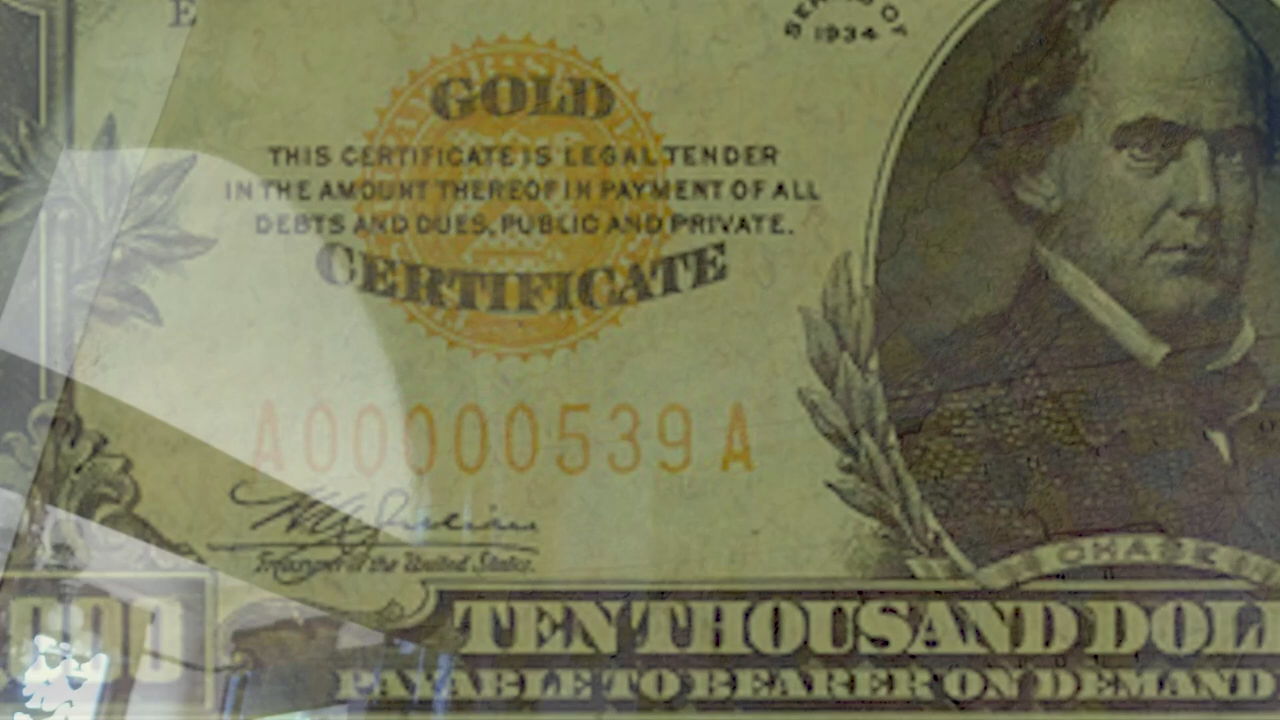 E
SERIES OF
1934
GOLD
THIS CERTIFICATE IS LEGAL TENDER
IN THE AMOUNT THEREOF IN PAYMENT OF ALL
DEBTS AND DUES, PUBLIC AND PRIVATE.
CERTIFICATE
A00000539A
Treasurer of the United States.
CHASE
000
TEN THOUSAND DOLL
PAYABLE TO BEARER ON DEMAND